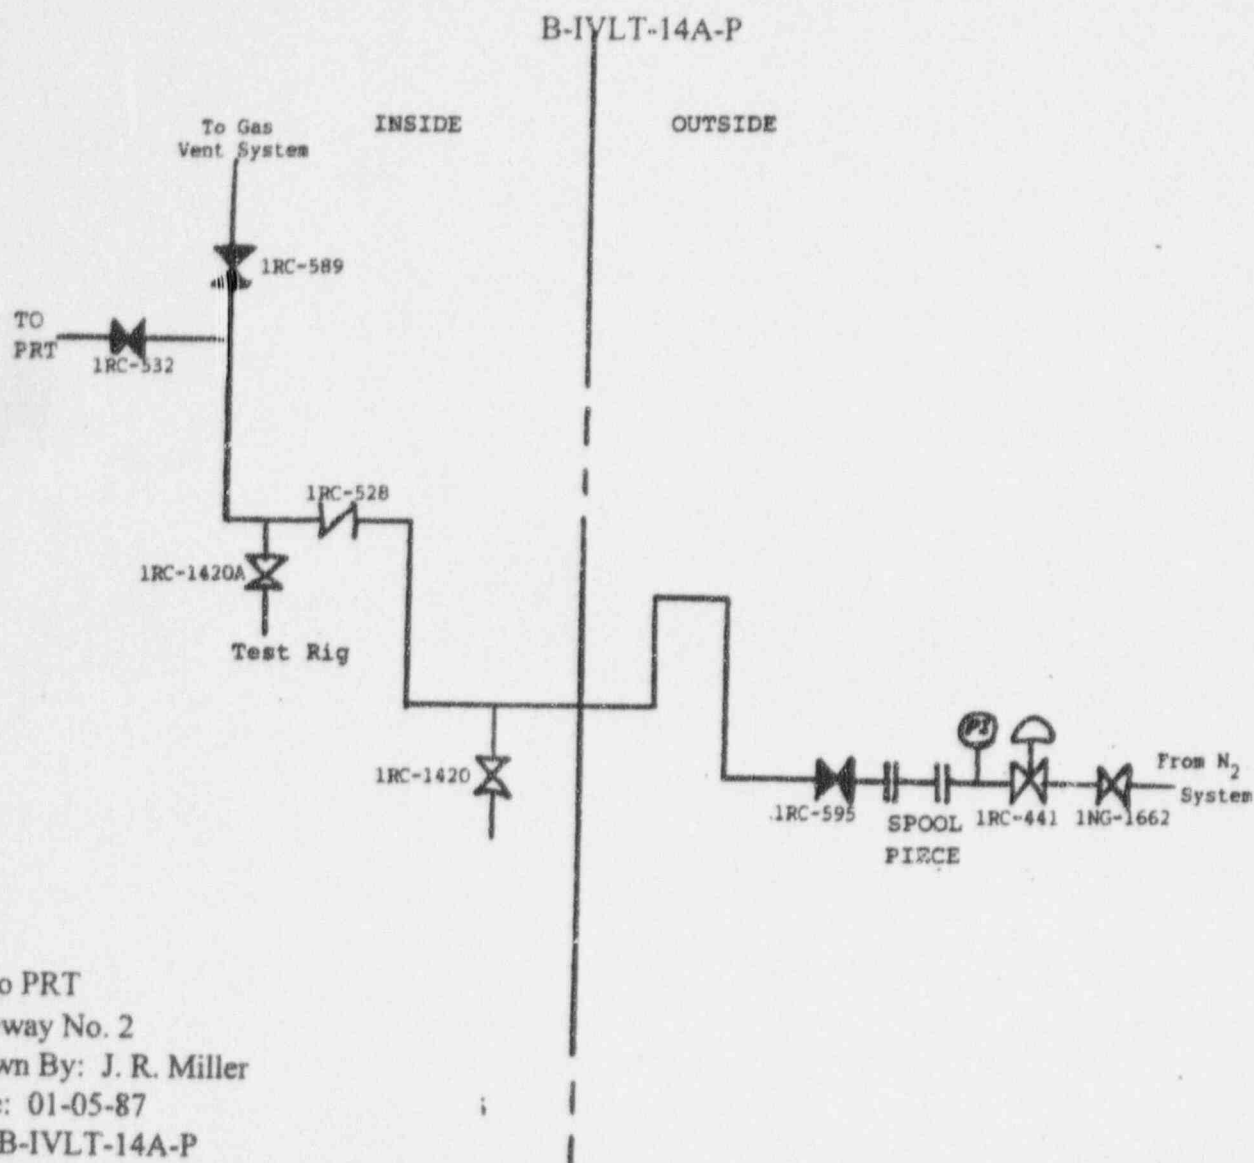 B-IVLT-14A-P
INSIDE
OUTSIDE
To Gas
Vent System
1RC-589
TO
PRT
1RC-532
1RC-528
1RC-1420A
Test Rig
1RC-1420
PI
From N2
System
1RC-595
SPOOL
PIECE
1RC-441
1NG-1662
o PRT
way No. 2
wn By: J. R. Miller
: 01-05-87
B-IVLT-14A-P